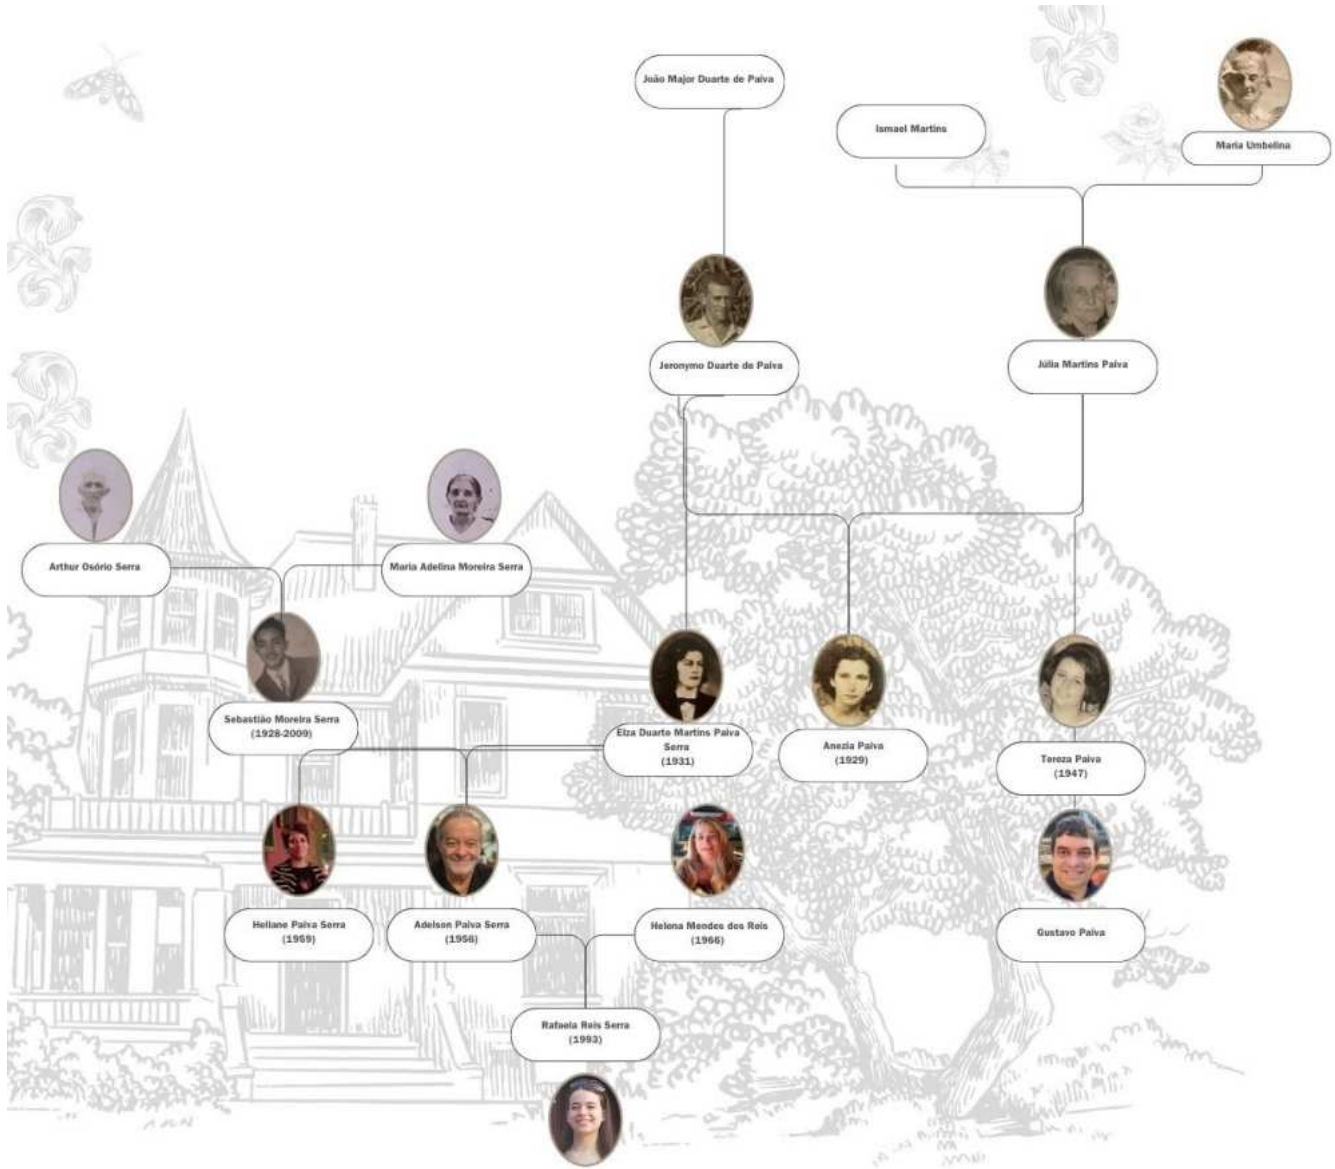 João Major Duarte de Paiva
Ismael Martins
Maria Umbelina
Jeronymo Duarte de Paiva
Júlia Martins Paiva
Arthur Osório Serra
Maria Adelina Moreira Serra
Sebastião Moreira Serra
(1928-2009)
Elza Duarte Martins Paiva
Serra
(1931)
Anezia Paiva
(1929)
Tereza Paiva
(1947)
Heliane Paiva Serra
(1959)
Adelson Paiva Serra
(1956)
Helena Mendes dos Reis
(1966)
Gustavo Paiva
Rafaela Reis Serra
(1993)